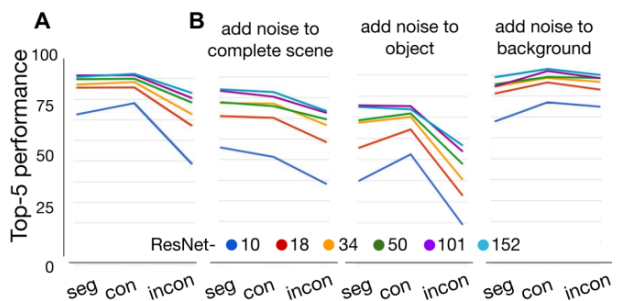 A
B
add noise to
complete scene
add noise to
object
add noise to
background
Top-5 performance
100
75
50
25
0
ResNet- 10 18 34 50 101 152
seg con incon
seg con incon
seg con incon
seg con incon